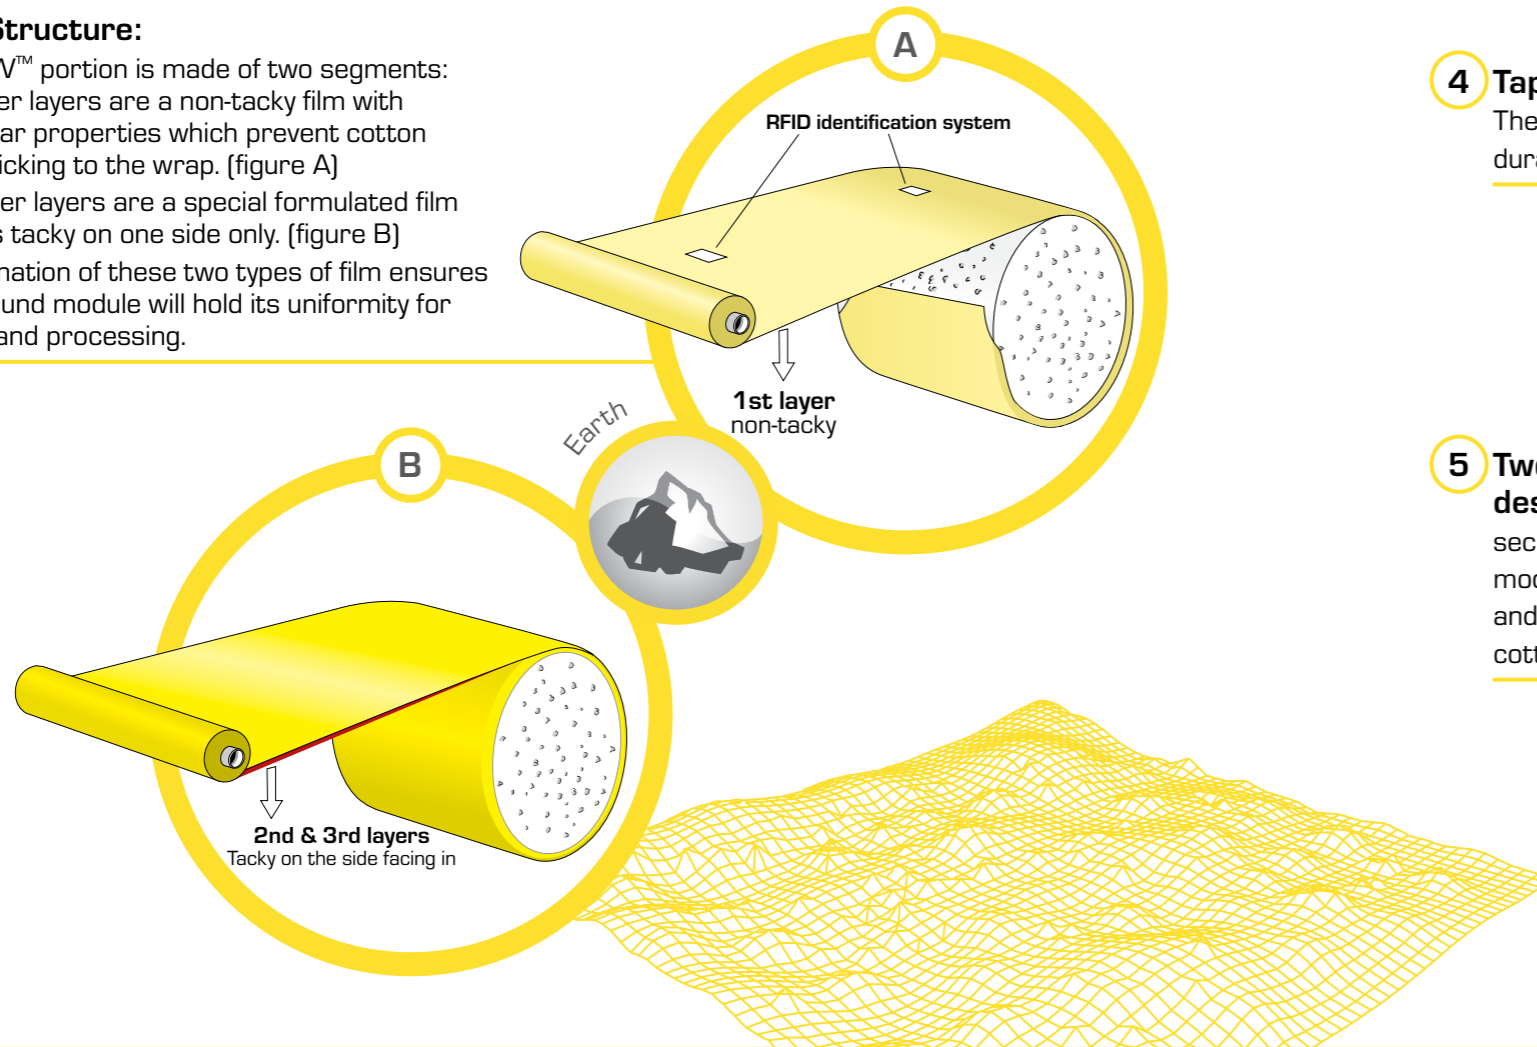 Structure:
W™ portion is made of two segments:
er layers are a non-tacky film with
ar properties which prevent cotton
icking to the wrap. (figure A)
er layers are a special formulated film
s tacky on one side only. (figure B)
nation of these two types of film ensures
und module will hold its uniformity for
and processing.
A
RFID identification system
1st layer
non-tacky
Earth
B
2nd & 3rd layers
Tacky on the side facing in
4 Tap
The
dura
5 Tw
des
sec
mod
and
cott